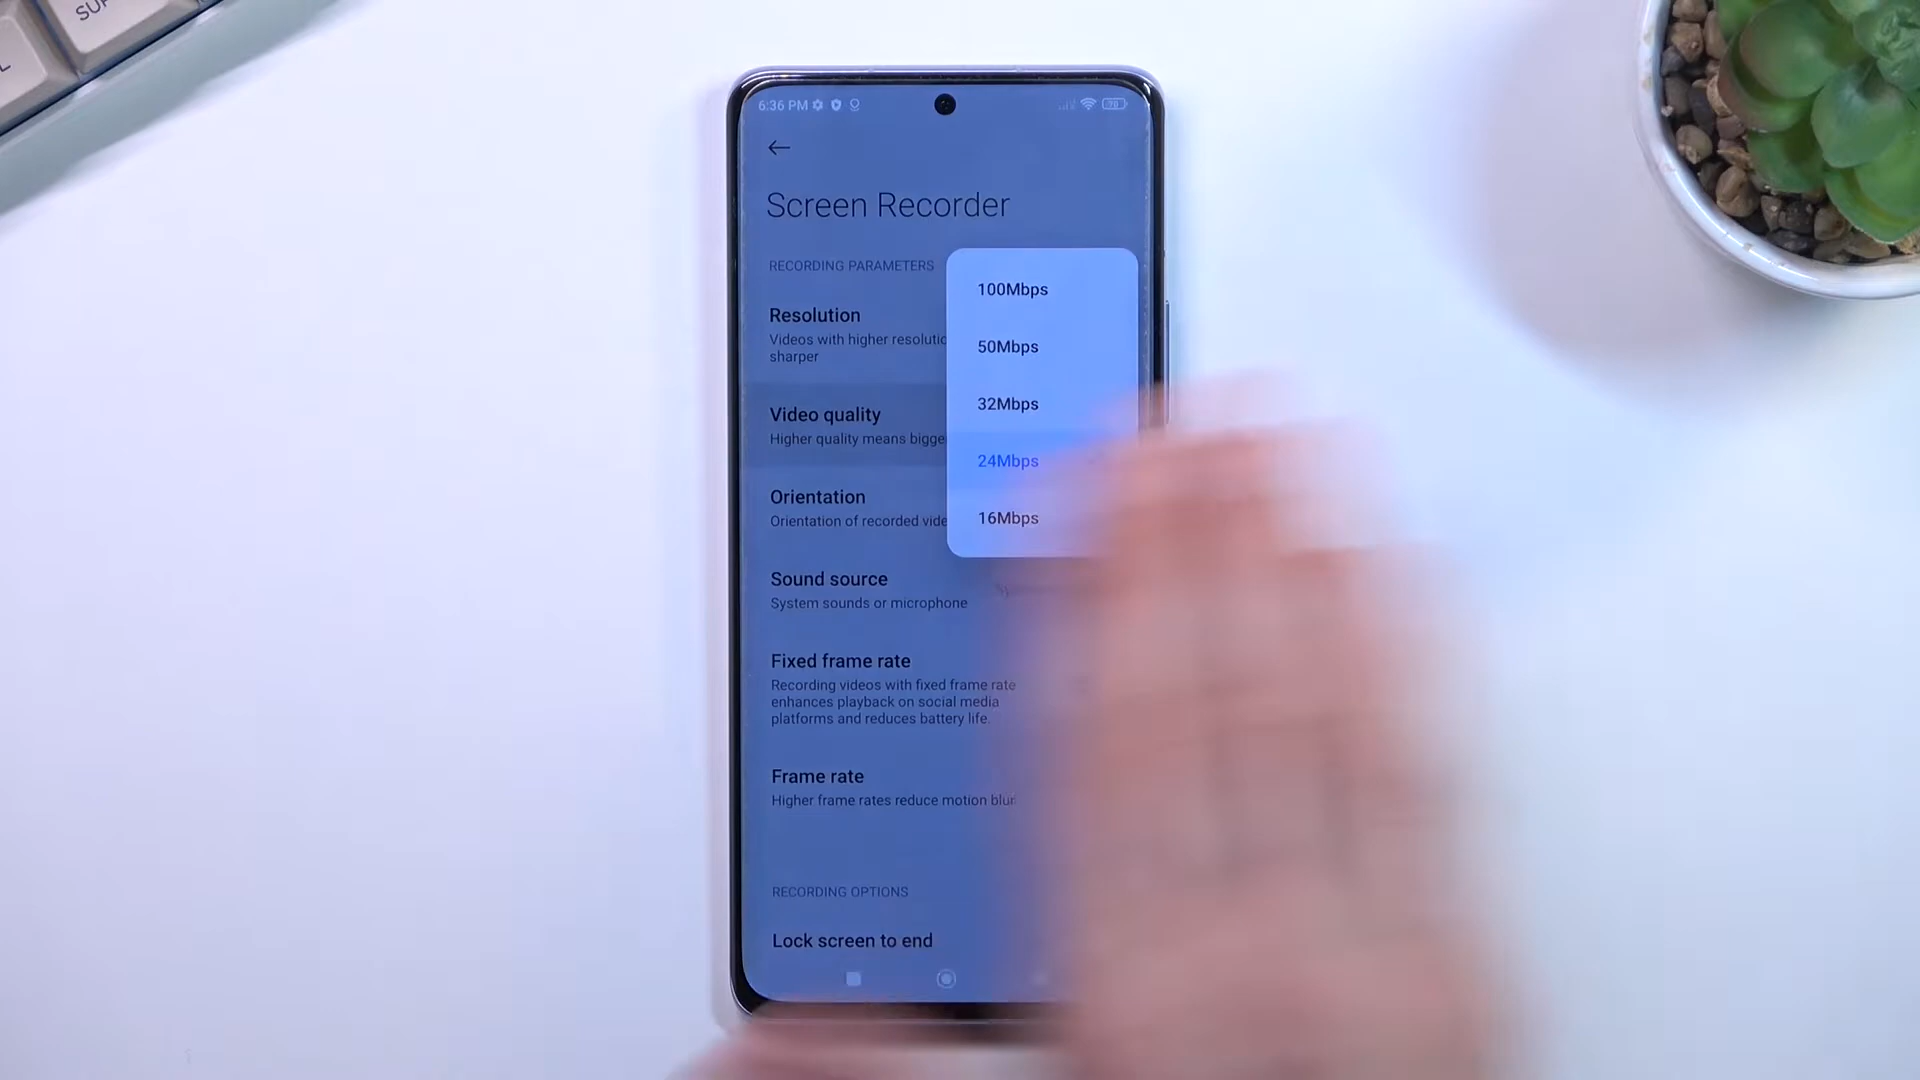 6:36 PM
Screen Recorder
RECORDING PARAMETERS
Resolution
Videos with higher
sharper
Video quality
Higher quality means
Orientation
Orientation of recorded
Sound source
System sounds or microphone
Fixed frame rate
Recording videos with fixed frame rate
enhances playback on social media
platforms and reduces battery life.
Frame rate
Higher frame rates reduce motion blur
RECORDING OPTIONS
Lock screen to end
100Mbps
50Mbps
32Mbps
24Mbps
16Mbps